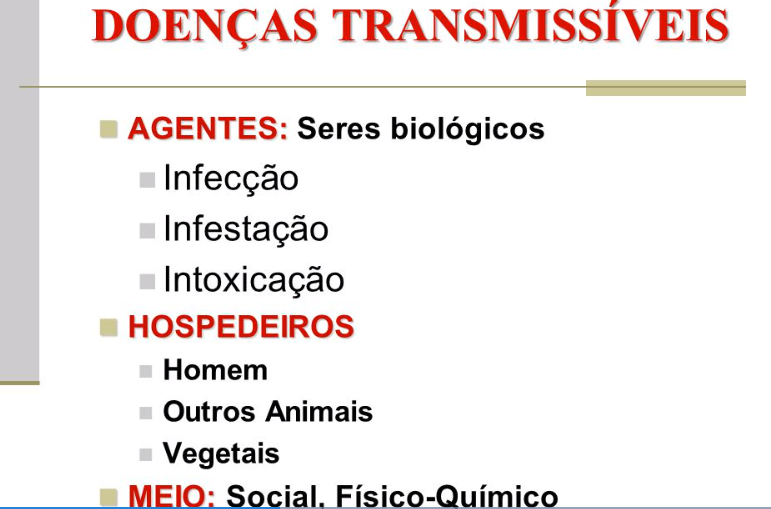 DOENÇAS TRANSMISSÍVEIS
AGENTES: Seres biológicos
Infecção
Infestação
Intoxicação
HOSPEDEIROS
Homem
Outros Animais
Vegetais
MEIO: Social, Físico-Químico